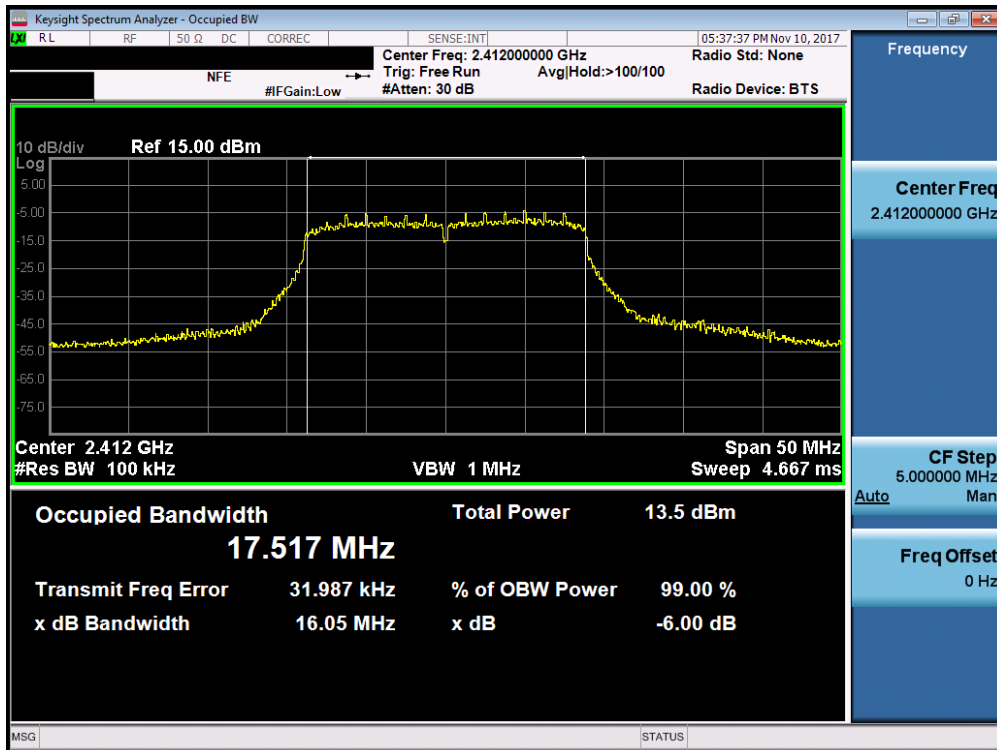 Keysight Spectrum Analyzer - Occupied BW
LXI RL RF 50 Ω DC CORREC SENSE:INT 05:37:37 PM Nov 10, 2017
Center Freq: 2.412000000 GHz Radio Std: None
NFE Trig: Free Run Avg|Hold:>100/100
#IFGain:Low #Atten: 30 dB Radio Device: BTS
10 dB/div Ref 15.00 dBm
Log
5.00
-5.00
-15.0
-25.0
-35.0
-45.0
-55.0
-65.0
-75.0
Center 2.412 GHz Span 50 MHz
#Res BW 100 kHz VBW 1 MHz Sweep 4.667 ms
Occupied Bandwidth Total Power 13.5 dBm
17.517 MHz
Transmit Freq Error 31.987 kHz % of OBW Power 99.00 %
x dB Bandwidth 16.05 MHz x dB -6.00 dB
MSG STATUS
Frequency
Center Freq
2.412000000 GHz
CF Step
5.000000 MHz
Auto Man
Freq Offset
0 Hz